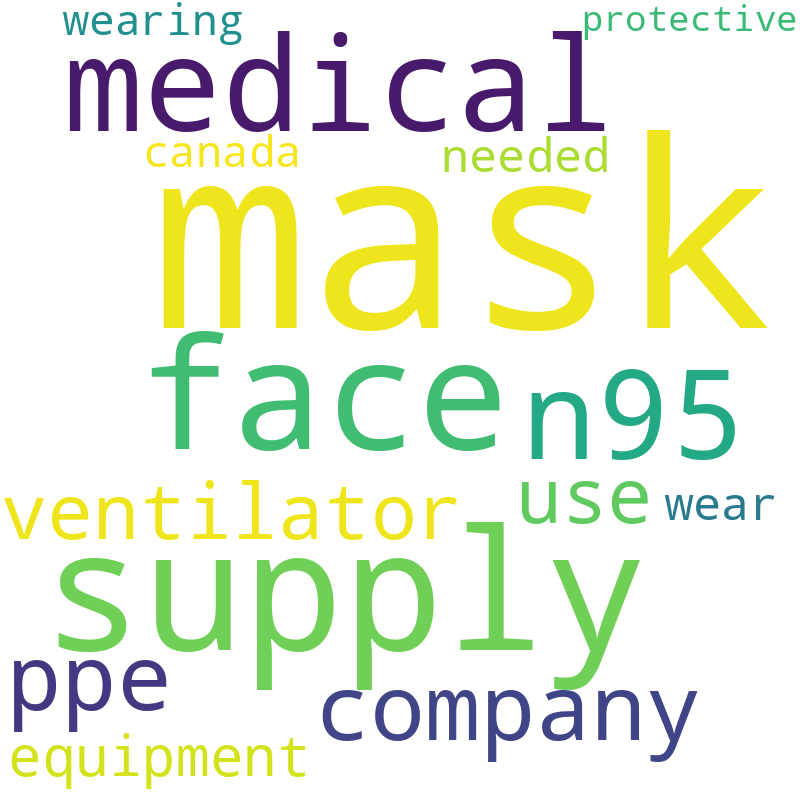 wearing protective
medical
canada needed
mask
face n95
ventilator use wear
supply
ppe company
equipment